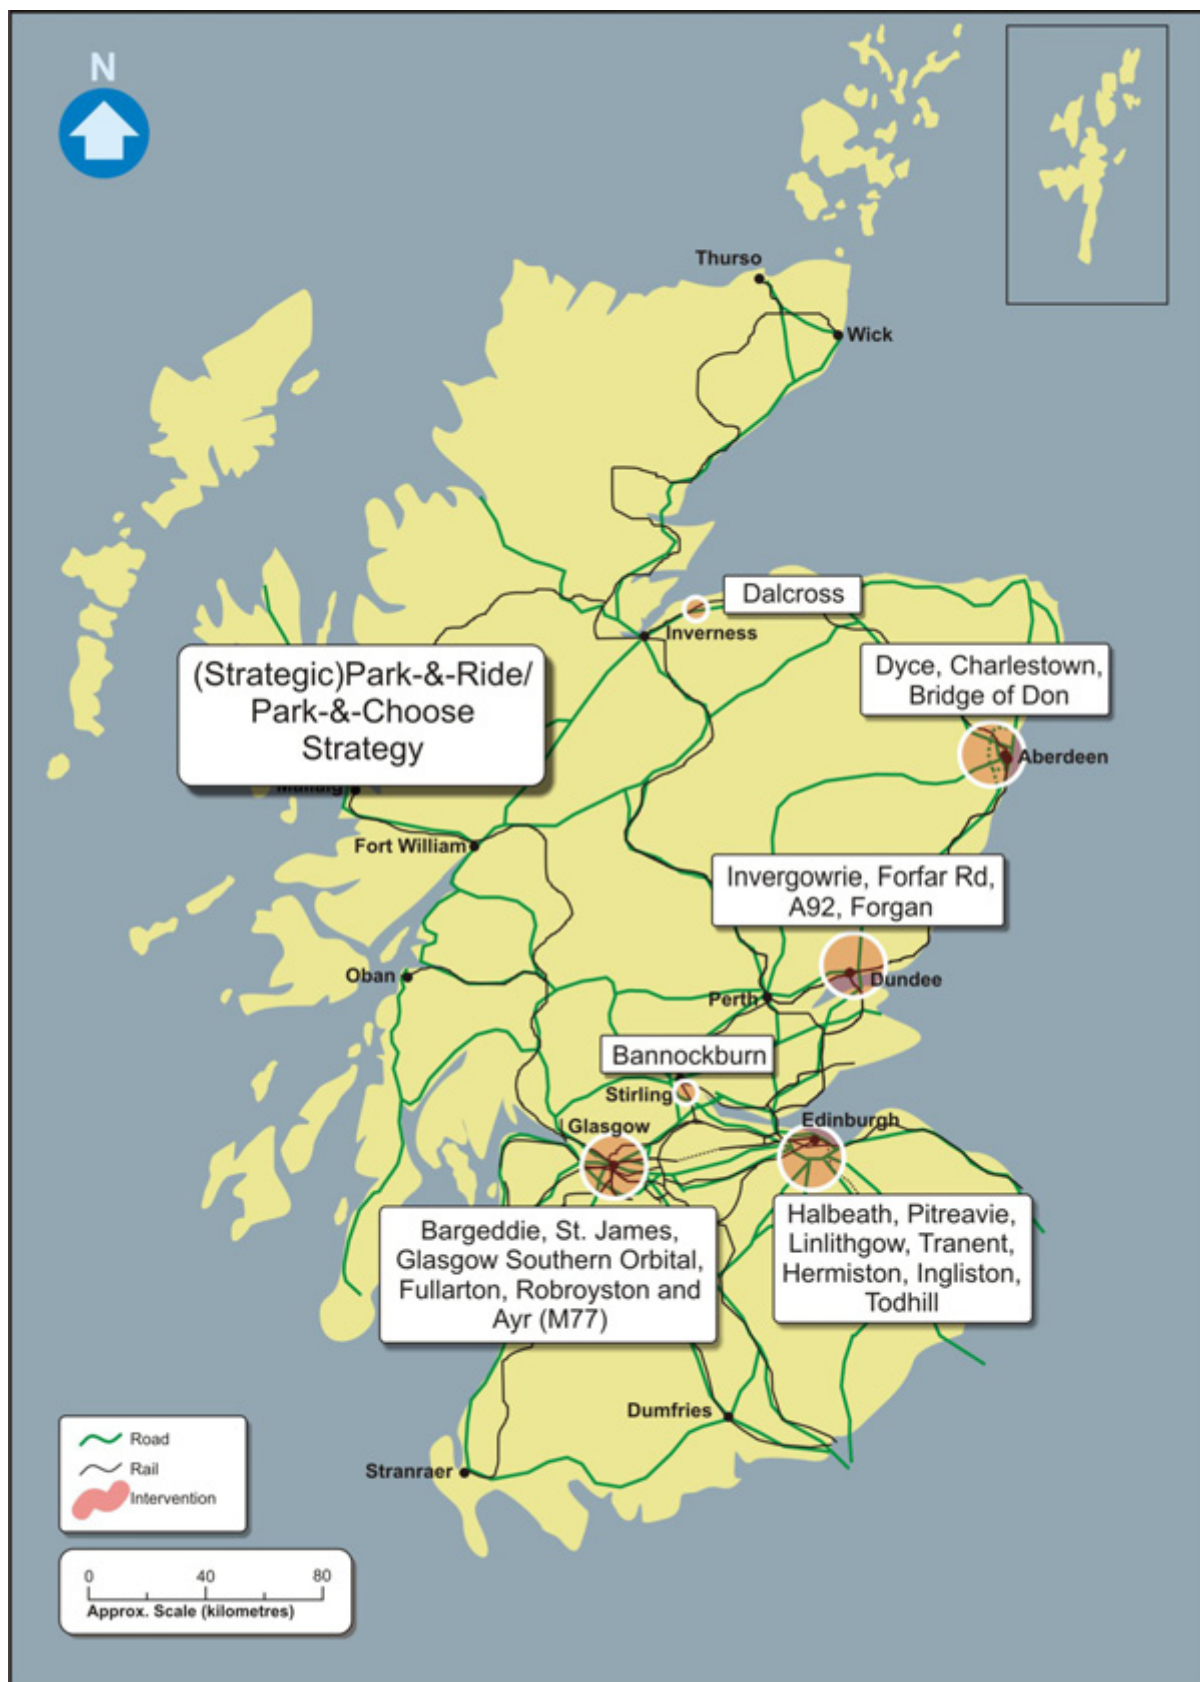 N
Thurso
Wick
Dalcross
Inverness
Dyce, Charlestown,
Bridge of Don
Aberdeen
(Strategic)Park-&-Ride/
Park-&-Choose
Strategy
Mallaig
Fort William
Invergowrie, Forfar Rd,
A92, Forgan
Dundee
Oban
Perth
Bannockburn
Stirling
Glasgow
Edinburgh
Bargeddie, St. James,
Glasgow Southern Orbital,
Fullarton, Robroyston and
Ayr (M77)
Halbeath, Pitreavie,
Linlithgow, Tranent,
Hermiston, Ingliston,
Todhill
Dumfries
Stranraer
Road
Rail
Intervention
0 40 80
Approx. Scale (kilometres)